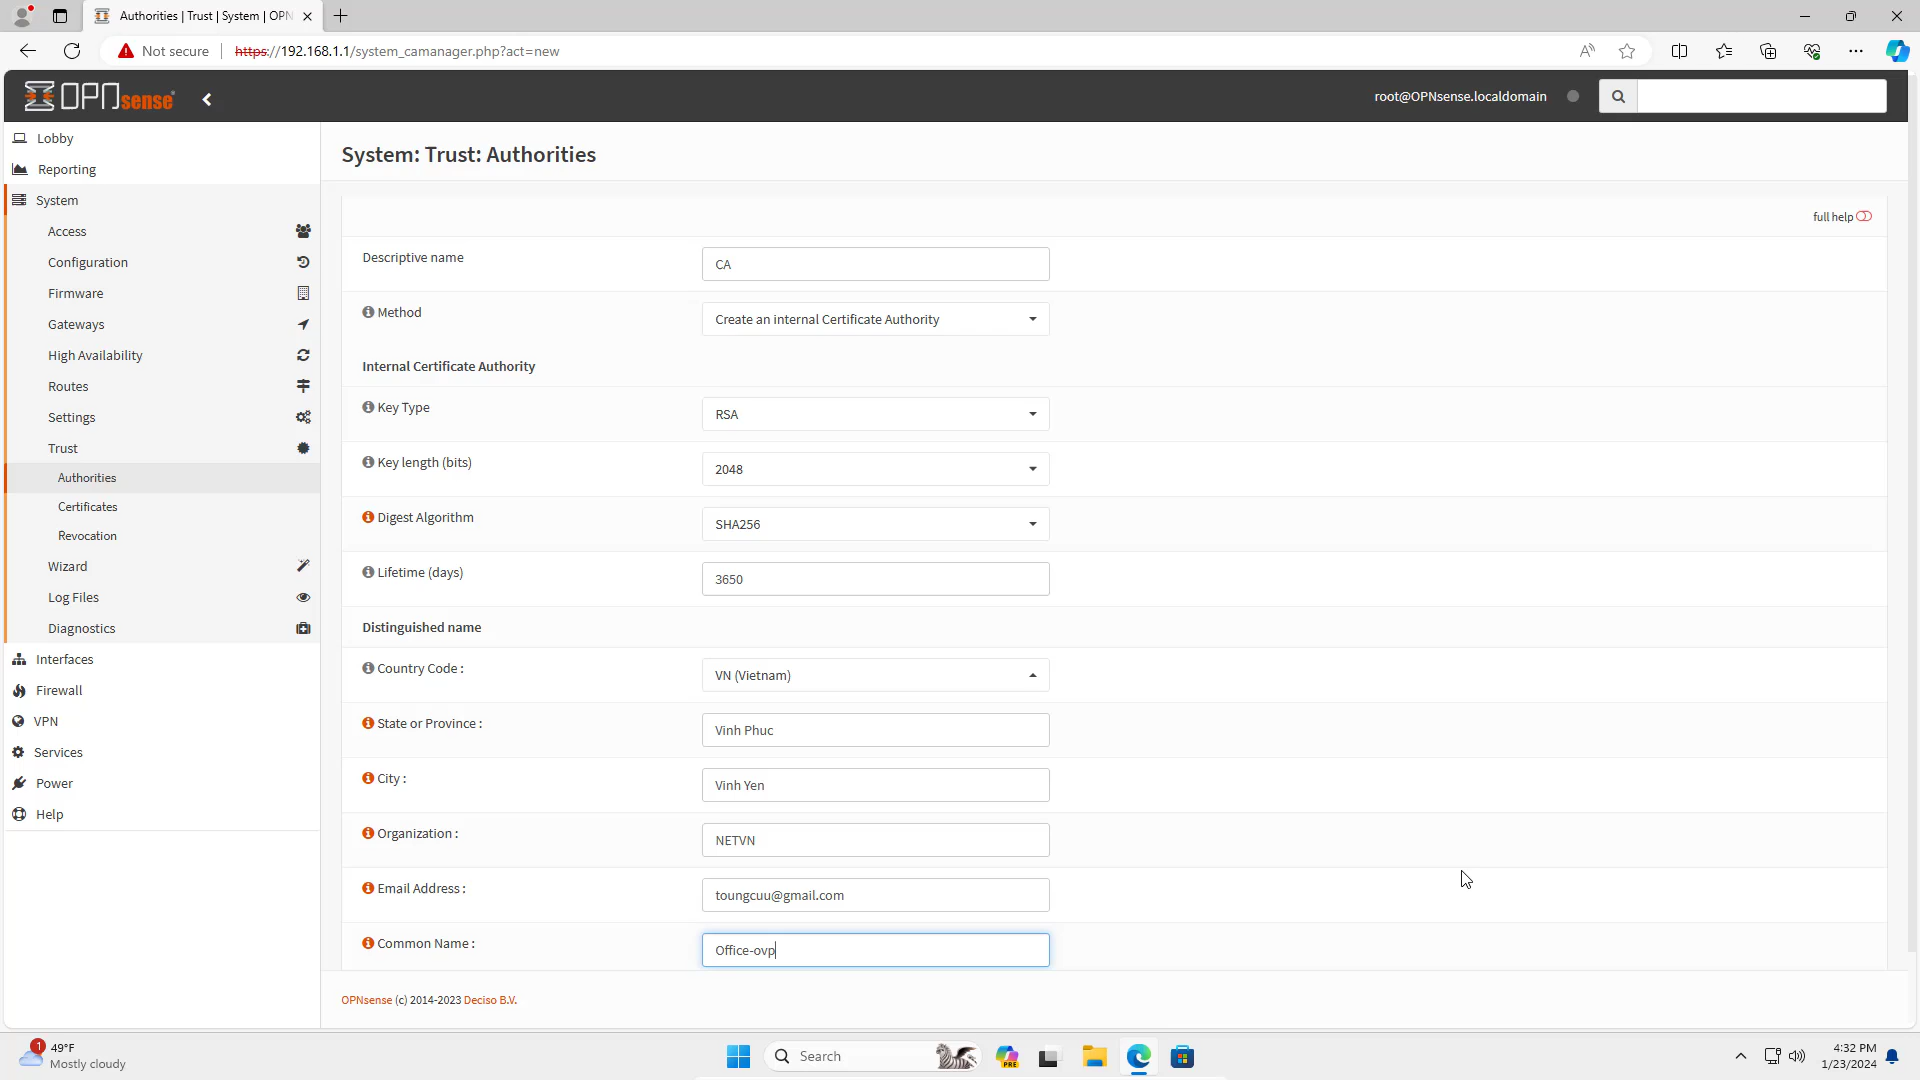 Authorities | Trust | System | OPN
Not secure
https://192.168.1.1/system_camanager.php?act=new
OPNsense
root@OPNsense.localdomain
Lobby
Reporting
System
Access
Configuration
Firmware
Gateways
High Availability
Routes
Settings
Trust
Authorities
Certificates
Revocation
Wizard
Log Files
Diagnostics
Interfaces
Firewall
VPN
Services
Power
Help
System: Trust: Authorities
full help
Descriptive name
CA
Method
Create an internal Certificate Authority
Internal Certificate Authority
Key Type
RSA
Key length (bits)
2048
Digest Algorithm
SHA256
Lifetime (days)
3650
Distinguished name
Country Code :
VN (Vietnam)
State or Province :
Vinh Phuc
City :
Vinh Yen
Organization :
NETVN
Email Address :
toungcuu@gmail.com
Common Name :
Office-ovp
OPNsense (c) 2014-2023 Deciso B.V.
1
49°F
Mostly cloudy
Search
PRE
4:32 PM
1/23/2024